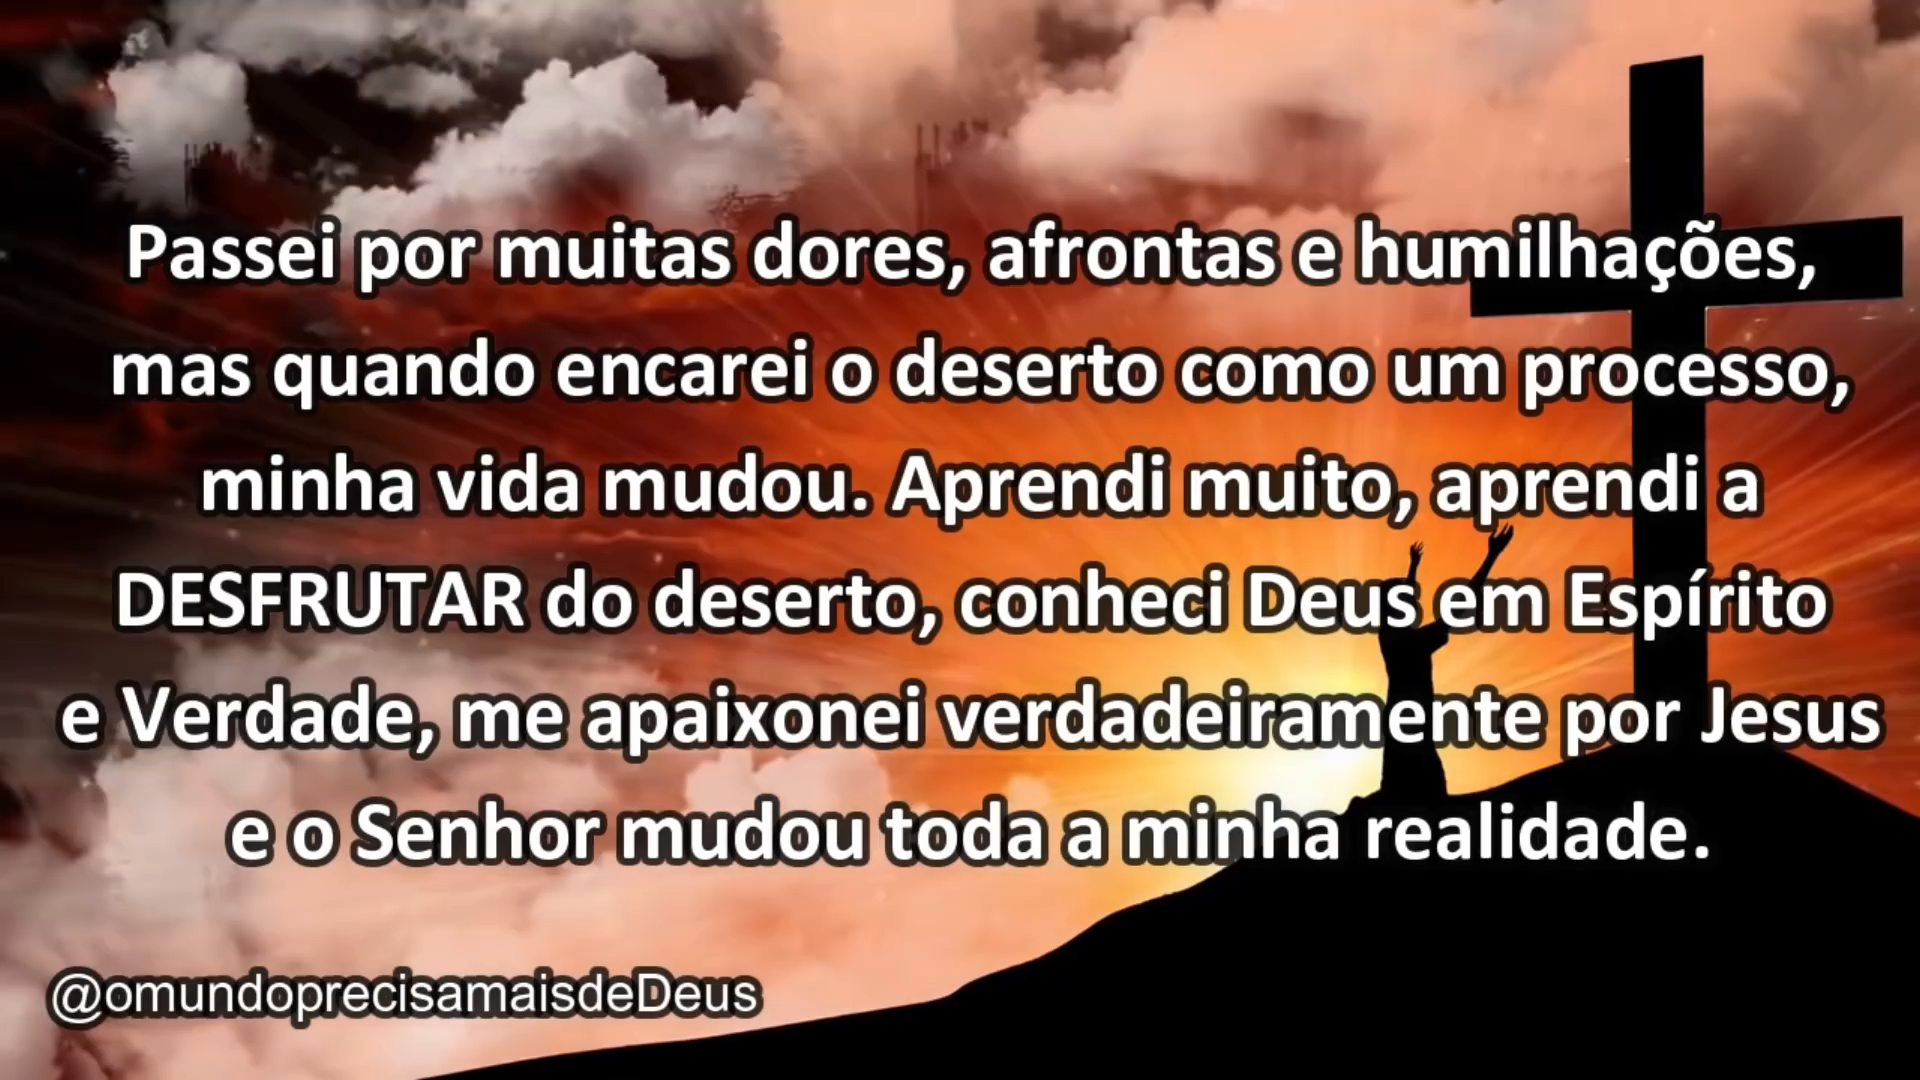 Passei por muitas dores, afrontas e humilhações,
mas quando encarei o deserto como um processo,
minha vida mudou. Aprendi muito, aprendi a
DESFRUTAR do deserto, conheci Deus em Espírito
e Verdade, me apaixonei verdadeiramente por Jesus
e o Senhor mudou toda a minha realidade.
@omundoprecisamaisdeDeus